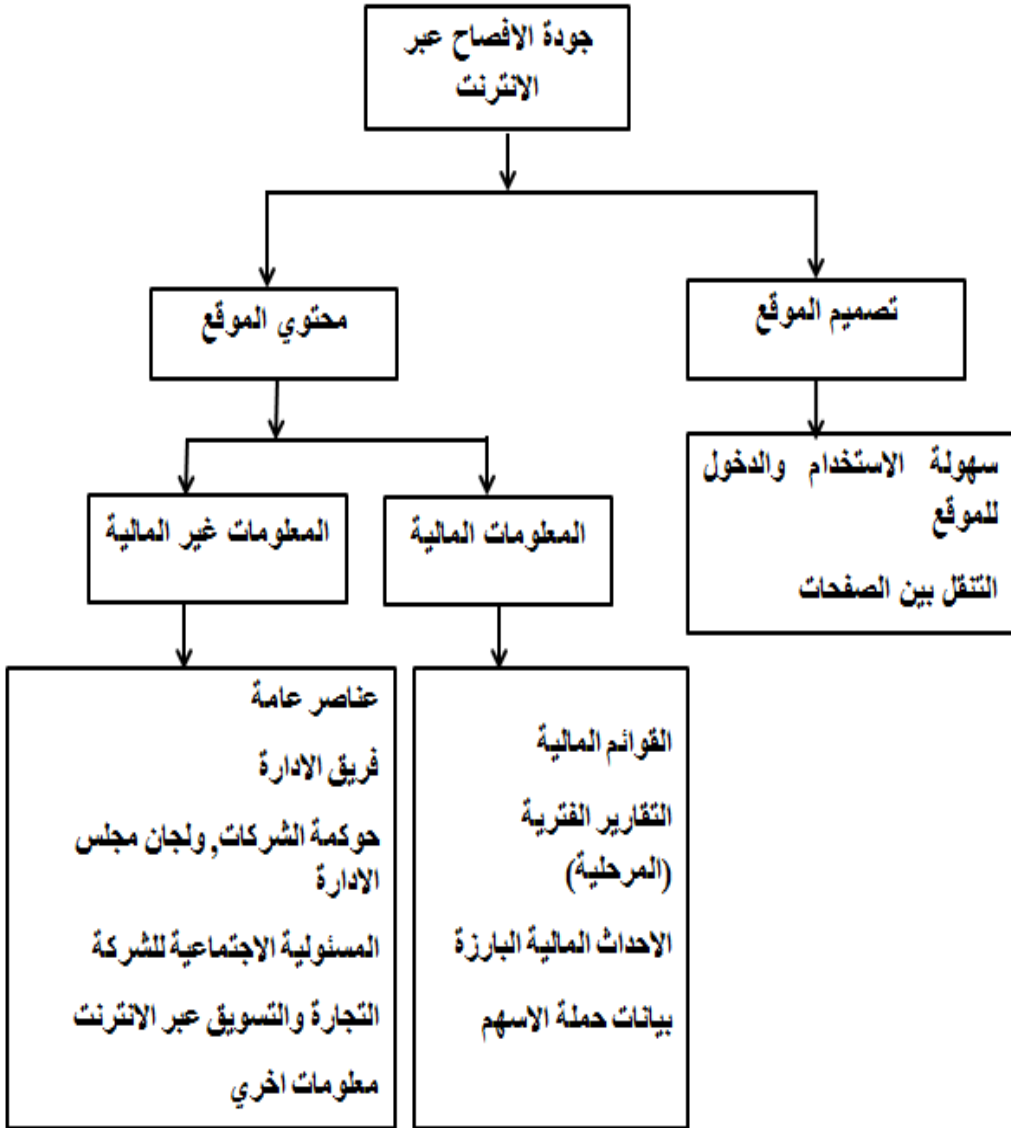 جودة الافصاح عبر
الانترنت
تصميم الموقع
محتوي الموقع
سهولة الاستخدام والدخول
للموقع
التنقل بين الصفحات
المعلومات المالية
المعلومات غير المالية
القوائم المالية
التقارير الفترية
(المرحلية)
الاحداث المالية البارزة
بيانات حملة الاسهم
عناصر عامة
فريق الادارة
حوكمة الشركات, ولجان مجلس
الادارة
المسئولية الاجتماعية للشركة
التجارة والتسويق عبر الانترنت
معلومات اخري